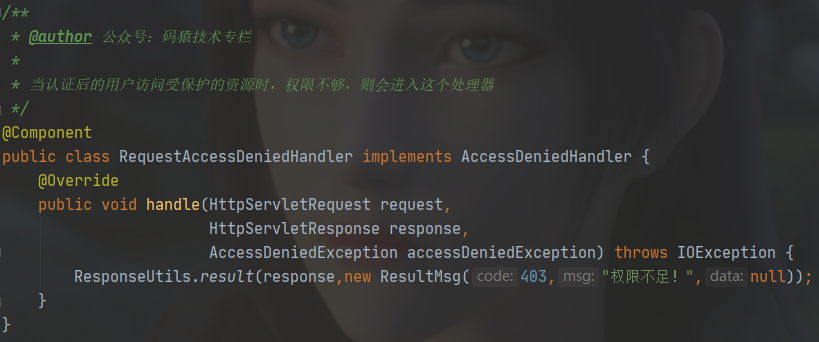 /**
 * @author 公众号：码猿技术专栏
 *
 * 当认证后的用户访问受保护的资源时，权限不够，则会进入这个处理器
 */
@Component
public class RequestAccessDeniedHandler implements AccessDeniedHandler {
    @Override
    public void handle(HttpServletRequest request,
                       HttpServletResponse response,
                       AccessDeniedException accessDeniedException) throws IOException {
        ResponseUtils.result(response,new ResultMsg( code: 403, msg: "权限不足！", data: null));
    }
}